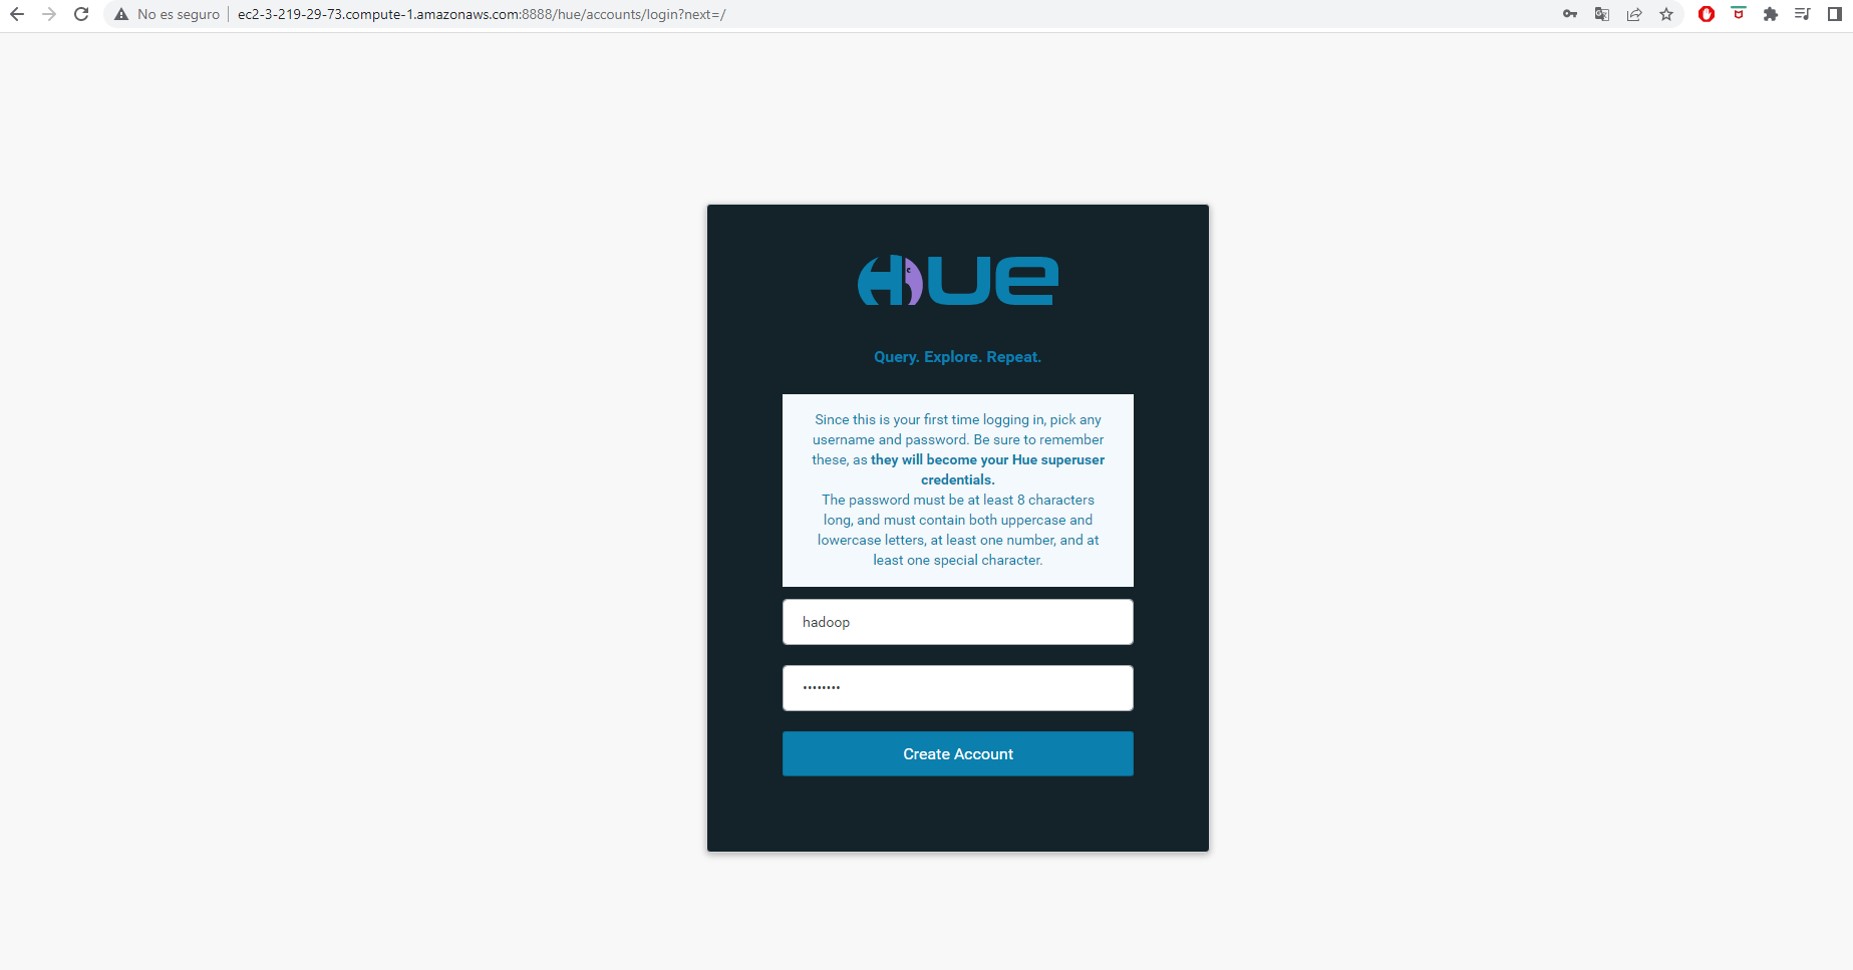 No es seguro ec2-3-219-29-73.compute-1.amazonaws.com:8888/hue/accounts/login?next=/
HUE
Query. Explore. Repeat.
Since this is your first time logging in, pick any
username and password. Be sure to remember
these, as they will become your Hue superuser
credentials.
The password must be at least 8 characters
long, and must contain both uppercase and
lowercase letters, at least one number, and at
least one special character.
hadoop
••••••••
Create Account